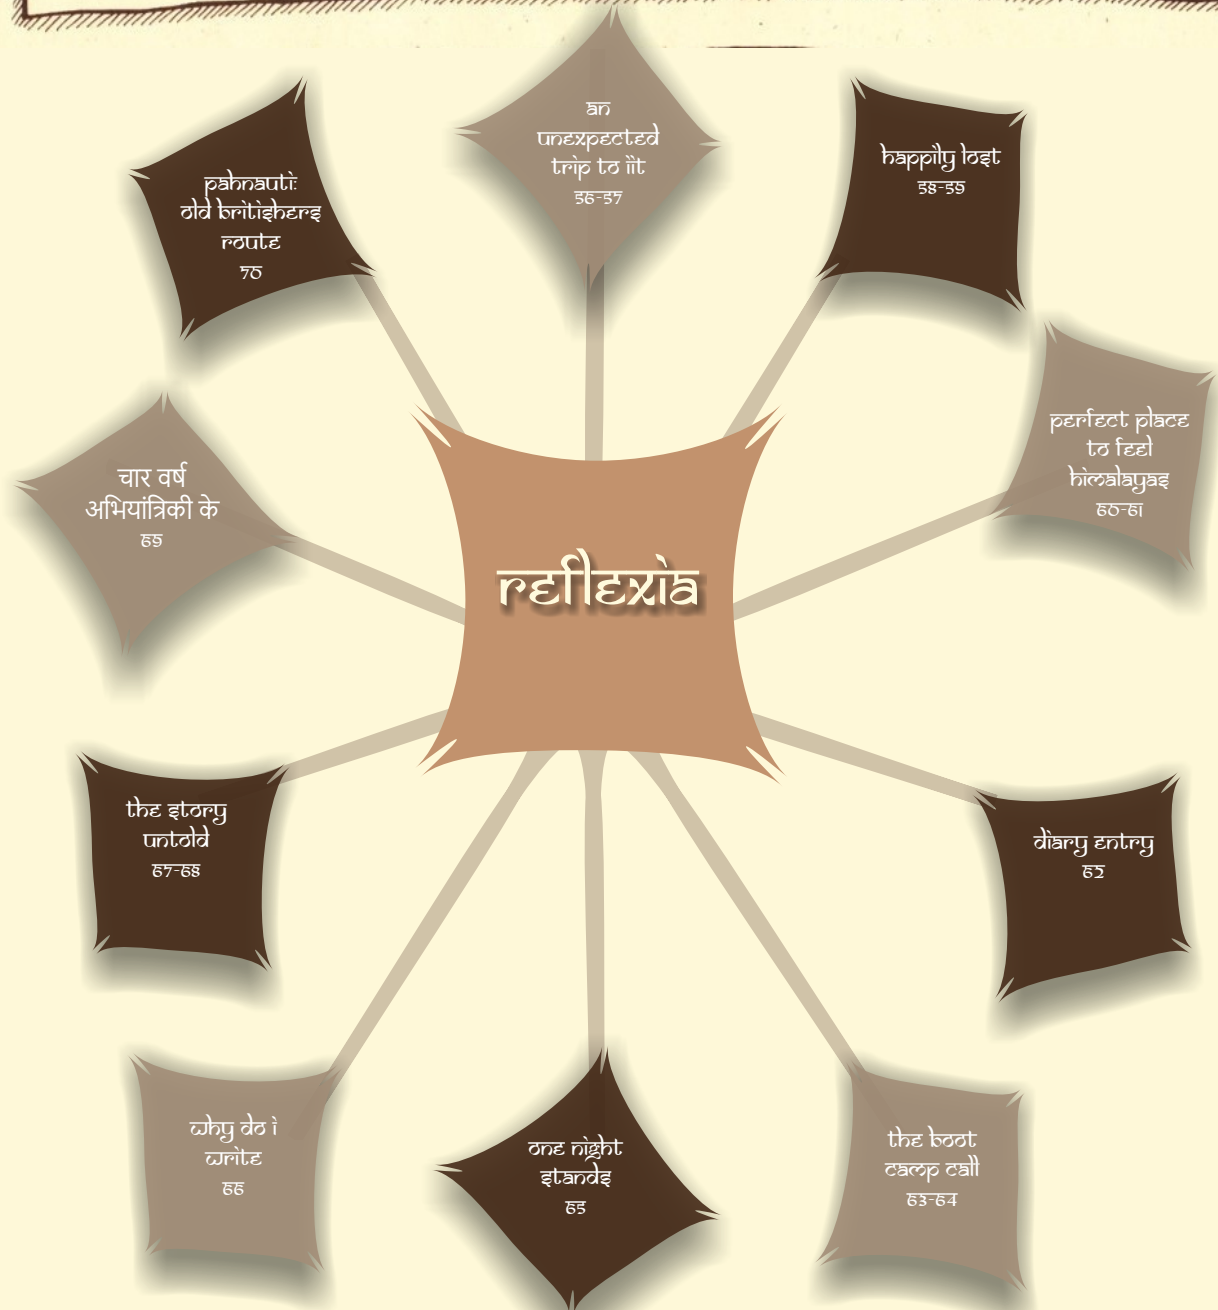 an
unexpected
trip to iit
56-57
happily lost
58-59
perfect place
to feel
himalayas
60-61
diary entry
62
the boot
camp call
63-64
one night
stands
65
why do i
write
66
the story
untold
67-68
चार वर्ष
अभियांत्रिकी के
69
pahnauti:
old britishers
route
70
reflexia